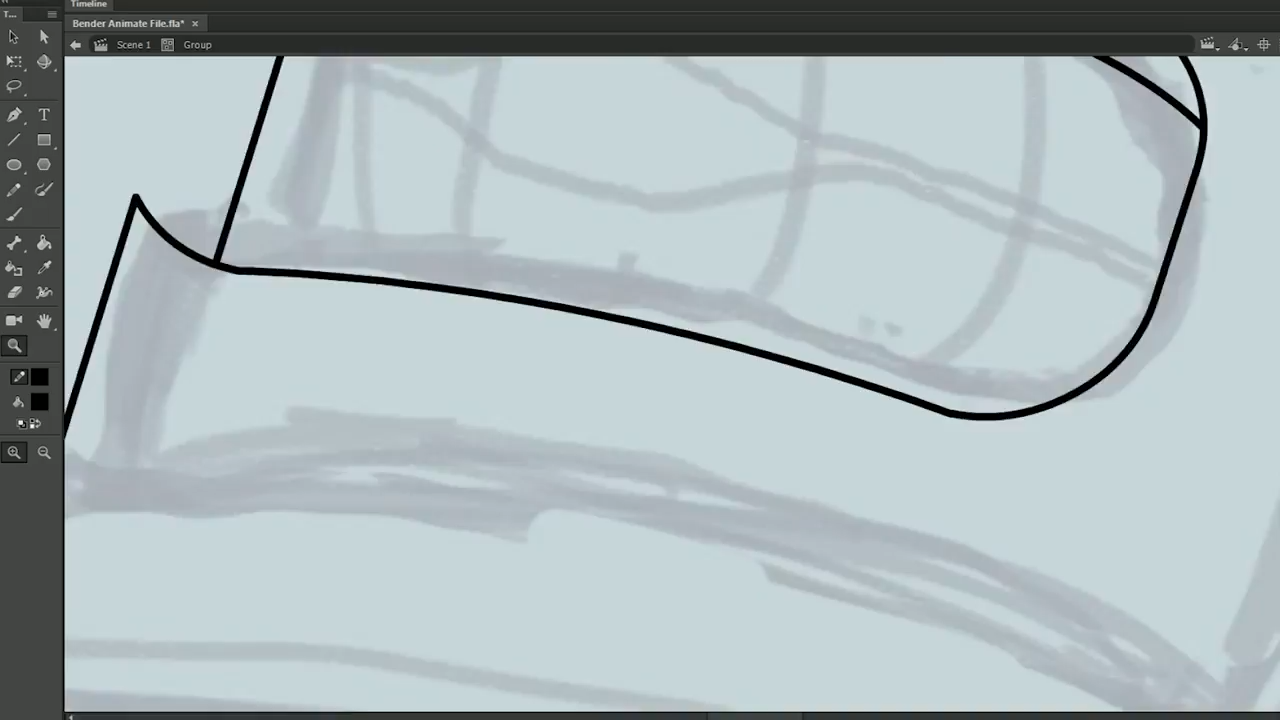 Timeline
T...
Bender Animate File.fla* ×
Scene 1 Group
T